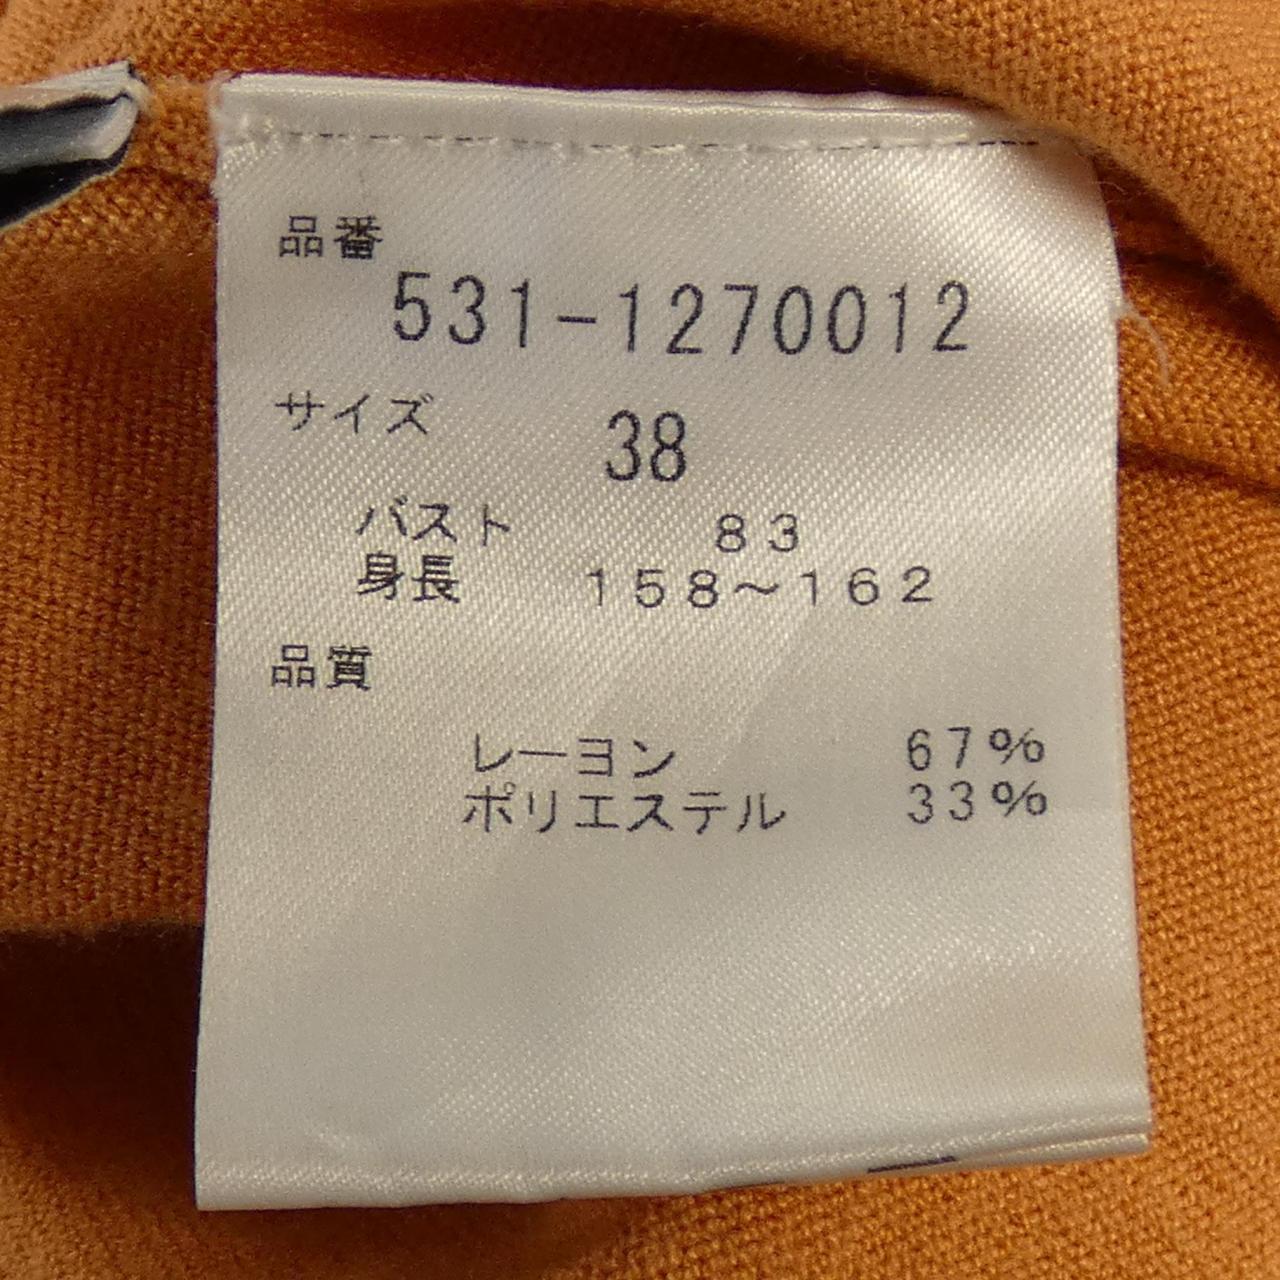 品番
531-1270012
サイズ 38
バスト 83
身長 158～162
品質
レーヨン 67%
ポリエステル 33%